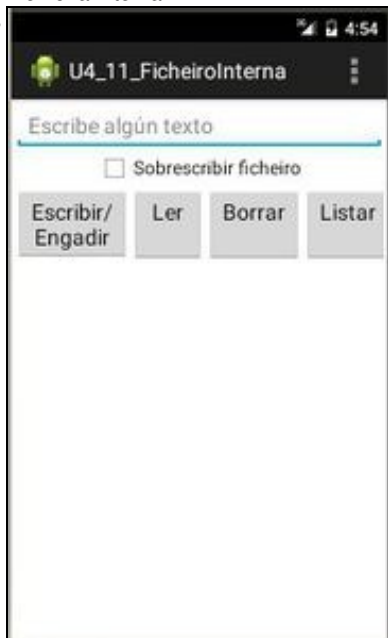 4:54
U4_11_FicheiroInterna
Escribe algún texto
Sobrescribir ficheiro
Escribir/
Engadir
Ler
Borrar
Listar